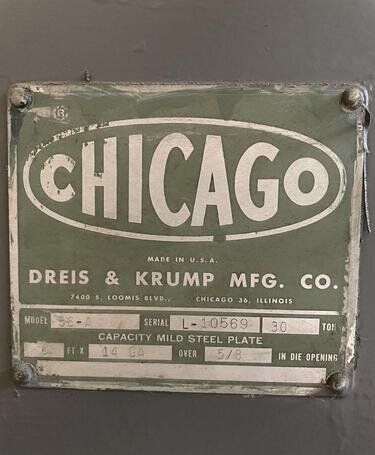 CHICAGO
MADE IN U.S.A.
DREIS & KRUMP MFG. CO.
7400 S. LOOMIS BLVD., CHICAGO 36, ILLINOIS
MODEL SERIAL L-10569 30 TON
CAPACITY MILD STEEL PLATE
FT X 14 GA OVER 5/8 IN DIE OPENING